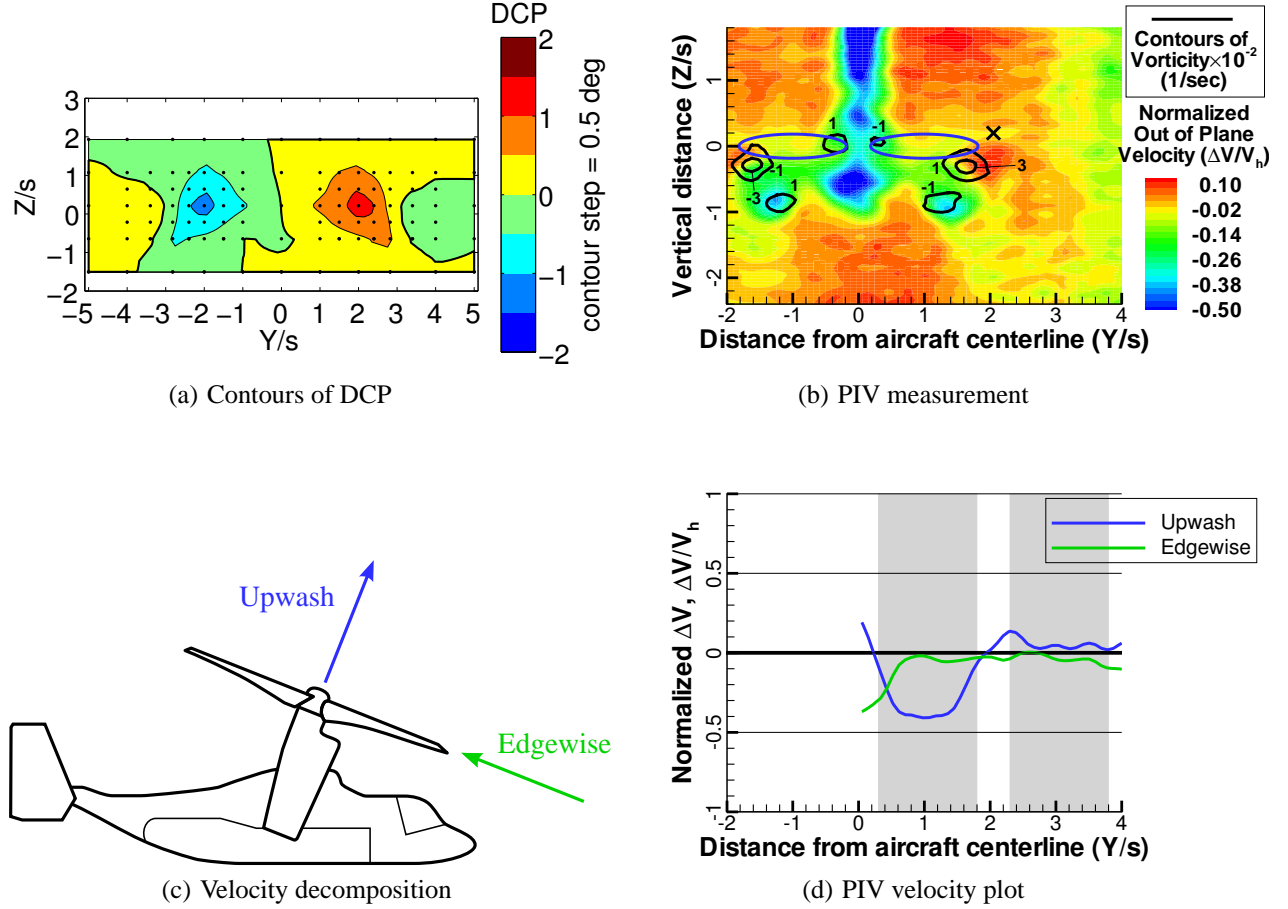 DCP
3
2
1
0
−1
−2
Z/s
−5 −4 −3 −2 −1 0 1 2 3 4 5
Y/s
2
1
0
−1
−2
contour step = 0.5 deg
(a) Contours of DCP
Contours of
Vorticity×10⁻²
(1/sec)
Normalized
Out of Plane
Velocity (ΔV/Vₕ)
0.10
-0.02
-0.14
-0.26
-0.38
-0.50
Vertical distance (Z/s)
1
0
-1
-2
1
-1
3
-1
-3
1
1
-1
-2 -1 0 1 2 3 4
Distance from aircraft centerline (Y/s)
(b) PIV measurement
Upwash
Edgewise
(c) Velocity decomposition
Normalized ΔV, ΔV/Vₕ
1
0.5
0
-0.5
-1
Upwash
Edgewise
-2 -1 0 1 2 3 4
Distance from aircraft centerline (Y/s)
(d) PIV velocity plot